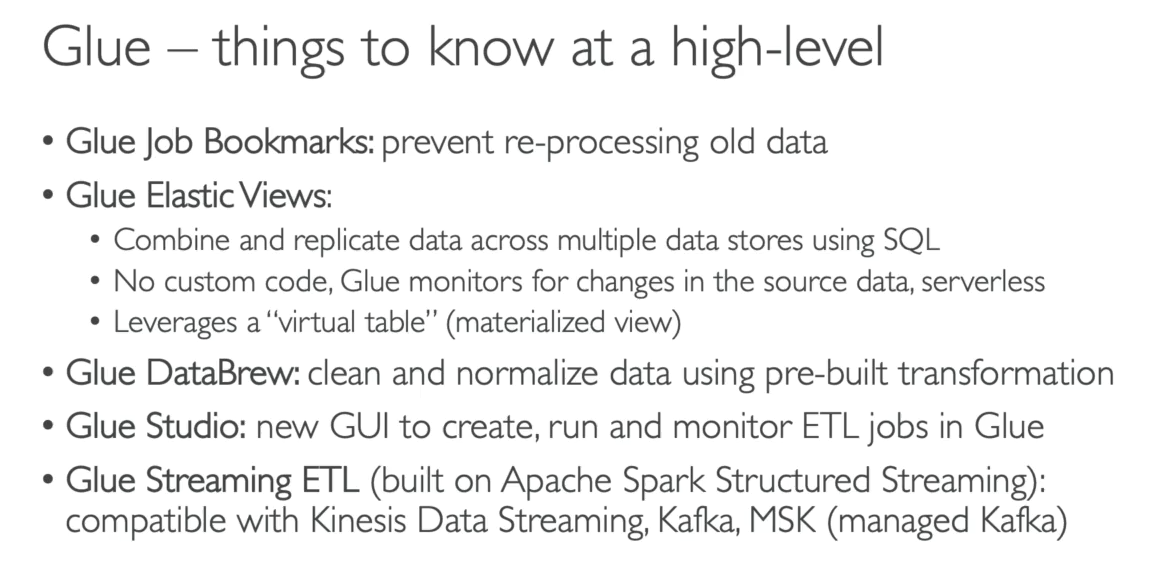 Glue – things to know at a high-level
• Glue Job Bookmarks: prevent re-processing old data
• Glue Elastic Views:
• Combine and replicate data across multiple data stores using SQL
• No custom code, Glue monitors for changes in the source data, serverless
• Leverages a “virtual table” (materialized view)
• Glue DataBrew: clean and normalize data using pre-built transformation
• Glue Studio: new GUI to create, run and monitor ETL jobs in Glue
• Glue Streaming ETL (built on Apache Spark Structured Streaming):
compatible with Kinesis Data Streaming, Kafka, MSK (managed Kafka)